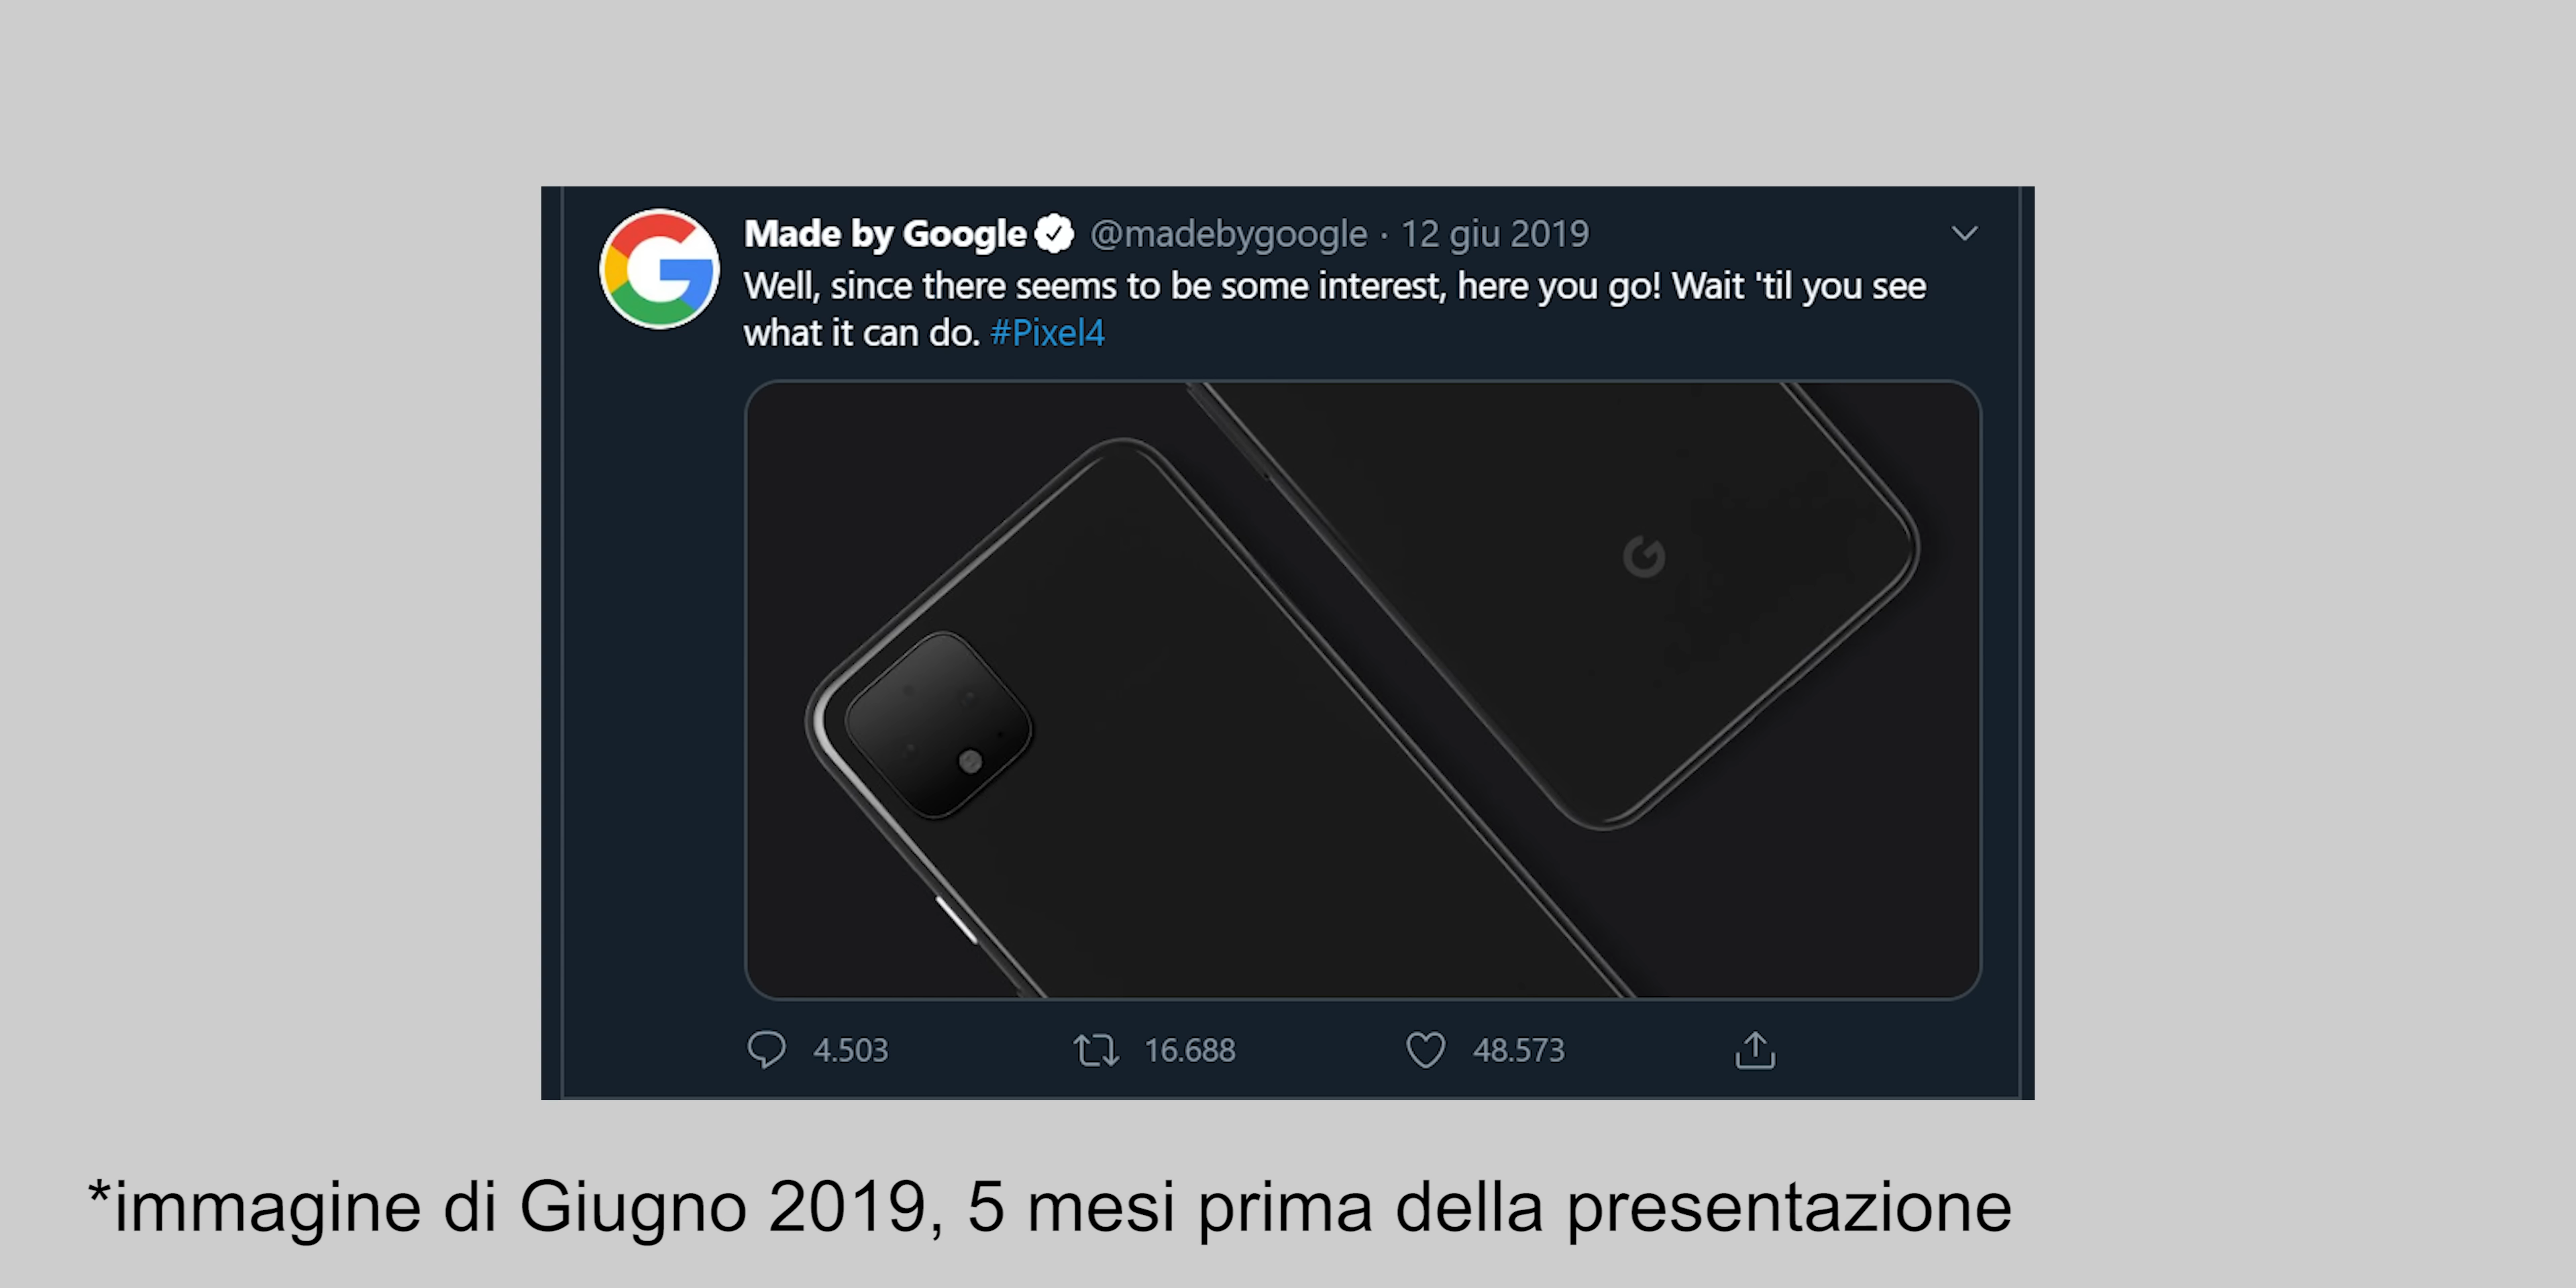 Made by Google @madebygoogle · 12 giu 2019
Well, since there seems to be some interest, here you go! Wait 'til you see
what it can do. #Pixel4
G
4.503 16.688 48.573
*immagine di Giugno 2019, 5 mesi prima della presentazione